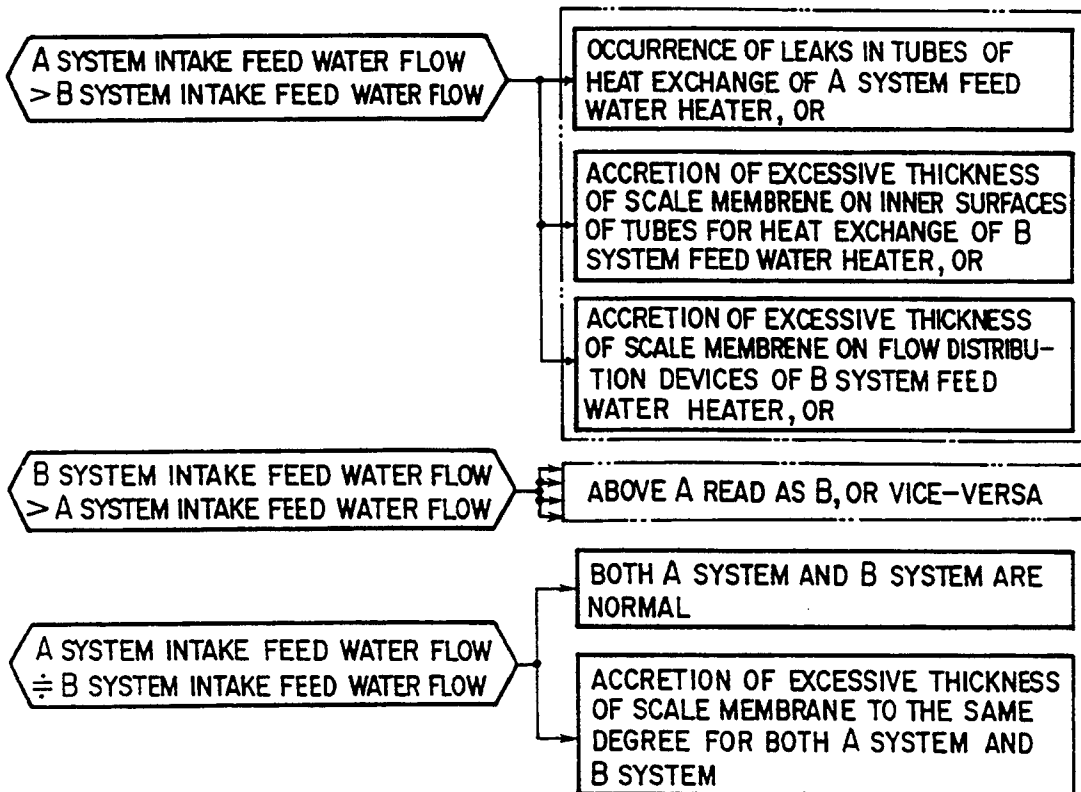 A SYSTEM INTAKE FEED WATER FLOW
> B SYSTEM INTAKE FEED WATER FLOW
OCCURRENCE OF LEAKS IN TUBES OF
HEAT EXCHANGE OF A SYSTEM FEED
WATER HEATER, OR
ACCRETION OF EXCESSIVE THICKNESS
OF SCALE MEMBRENE ON INNER SURFACES
OF TUBES FOR HEAT EXCHANGE OF B
SYSTEM FEED WATER HEATER, OR
ACCRETION OF EXCESSIVE THICKNESS
OF SCALE MEMBRENE ON FLOW DISTRIBU-
TION DEVICES OF B SYSTEM FEED
WATER HEATER, OR
B SYSTEM INTAKE FEED WATER FLOW
> A SYSTEM INTAKE FEED WATER FLOW
ABOVE A READ AS B, OR VICE-VERSA
A SYSTEM INTAKE FEED WATER FLOW
≑ B SYSTEM INTAKE FEED WATER FLOW
BOTH A SYSTEM AND B SYSTEM ARE
NORMAL
ACCRETION OF EXCESSIVE THICKNESS
OF SCALE MEMBRANE TO THE SAME
DEGREE FOR BOTH A SYSTEM AND
B SYSTEM